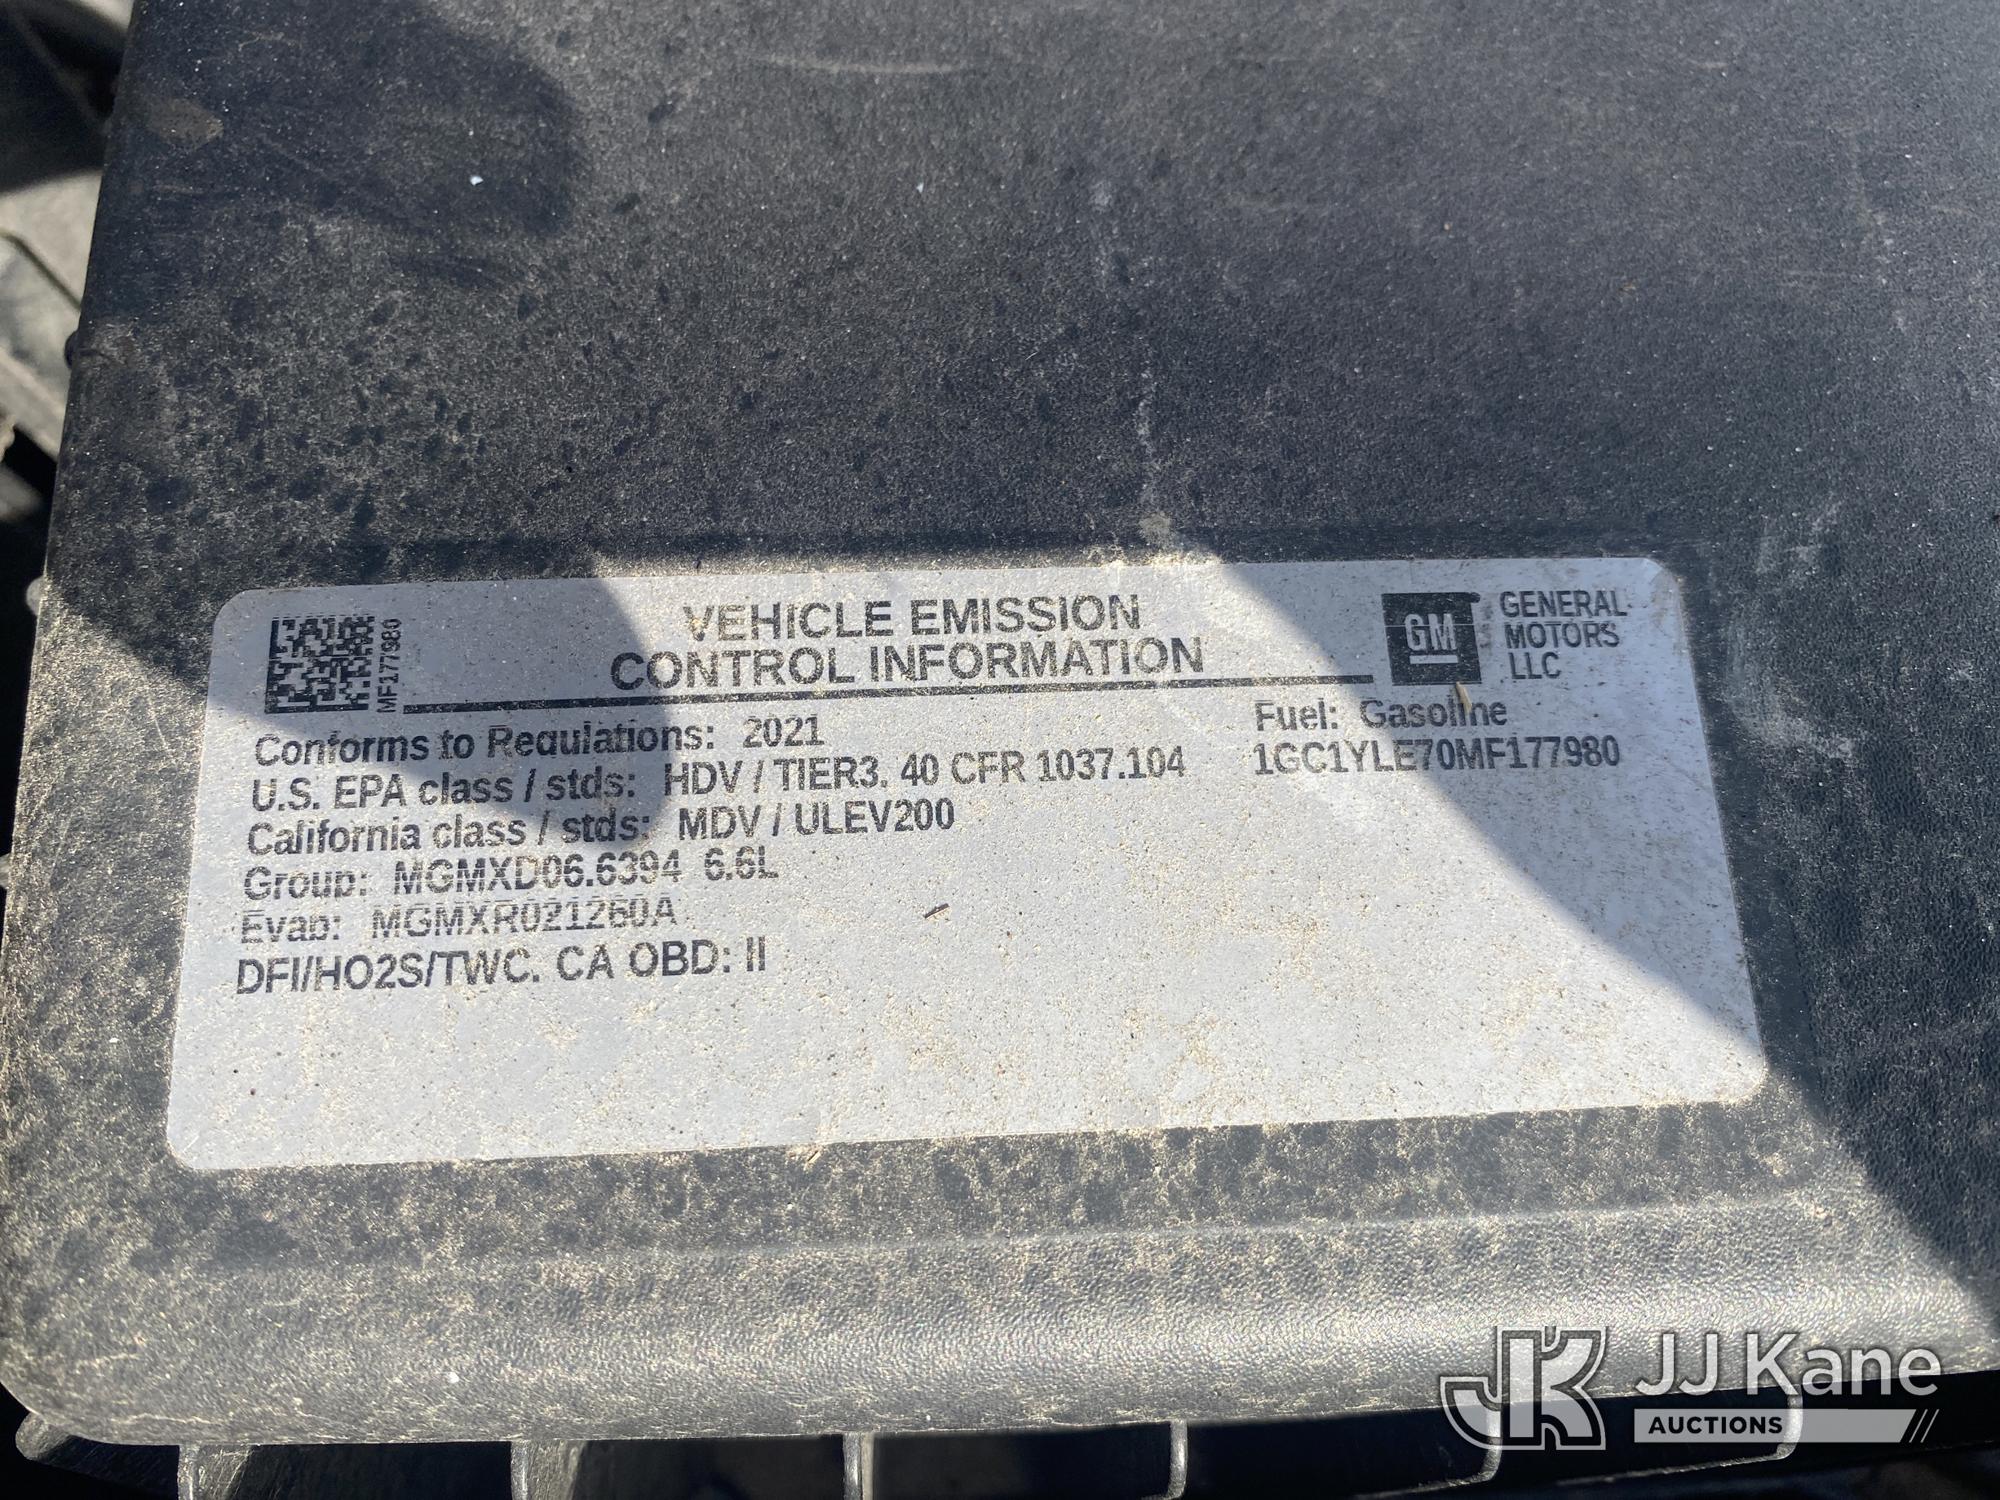 MF177980
VEHICLE EMISSION
CONTROL INFORMATION
GM
GENERAL
MOTORS
LLC
Conforms to Regulations: 2021
Fuel: Gasoline
U.S. EPA class / stds: HDV / TIER3. 40 CFR 1037.104
1GC1YLE70MF177980
California class / stds: MDV / ULEV200
Group: MGMXD06.6394 6.6L
Evap: MGMXR0212
DFI/HO2S/TWC. CA OBD: II
JK
JJ Kane
AUCTIONS